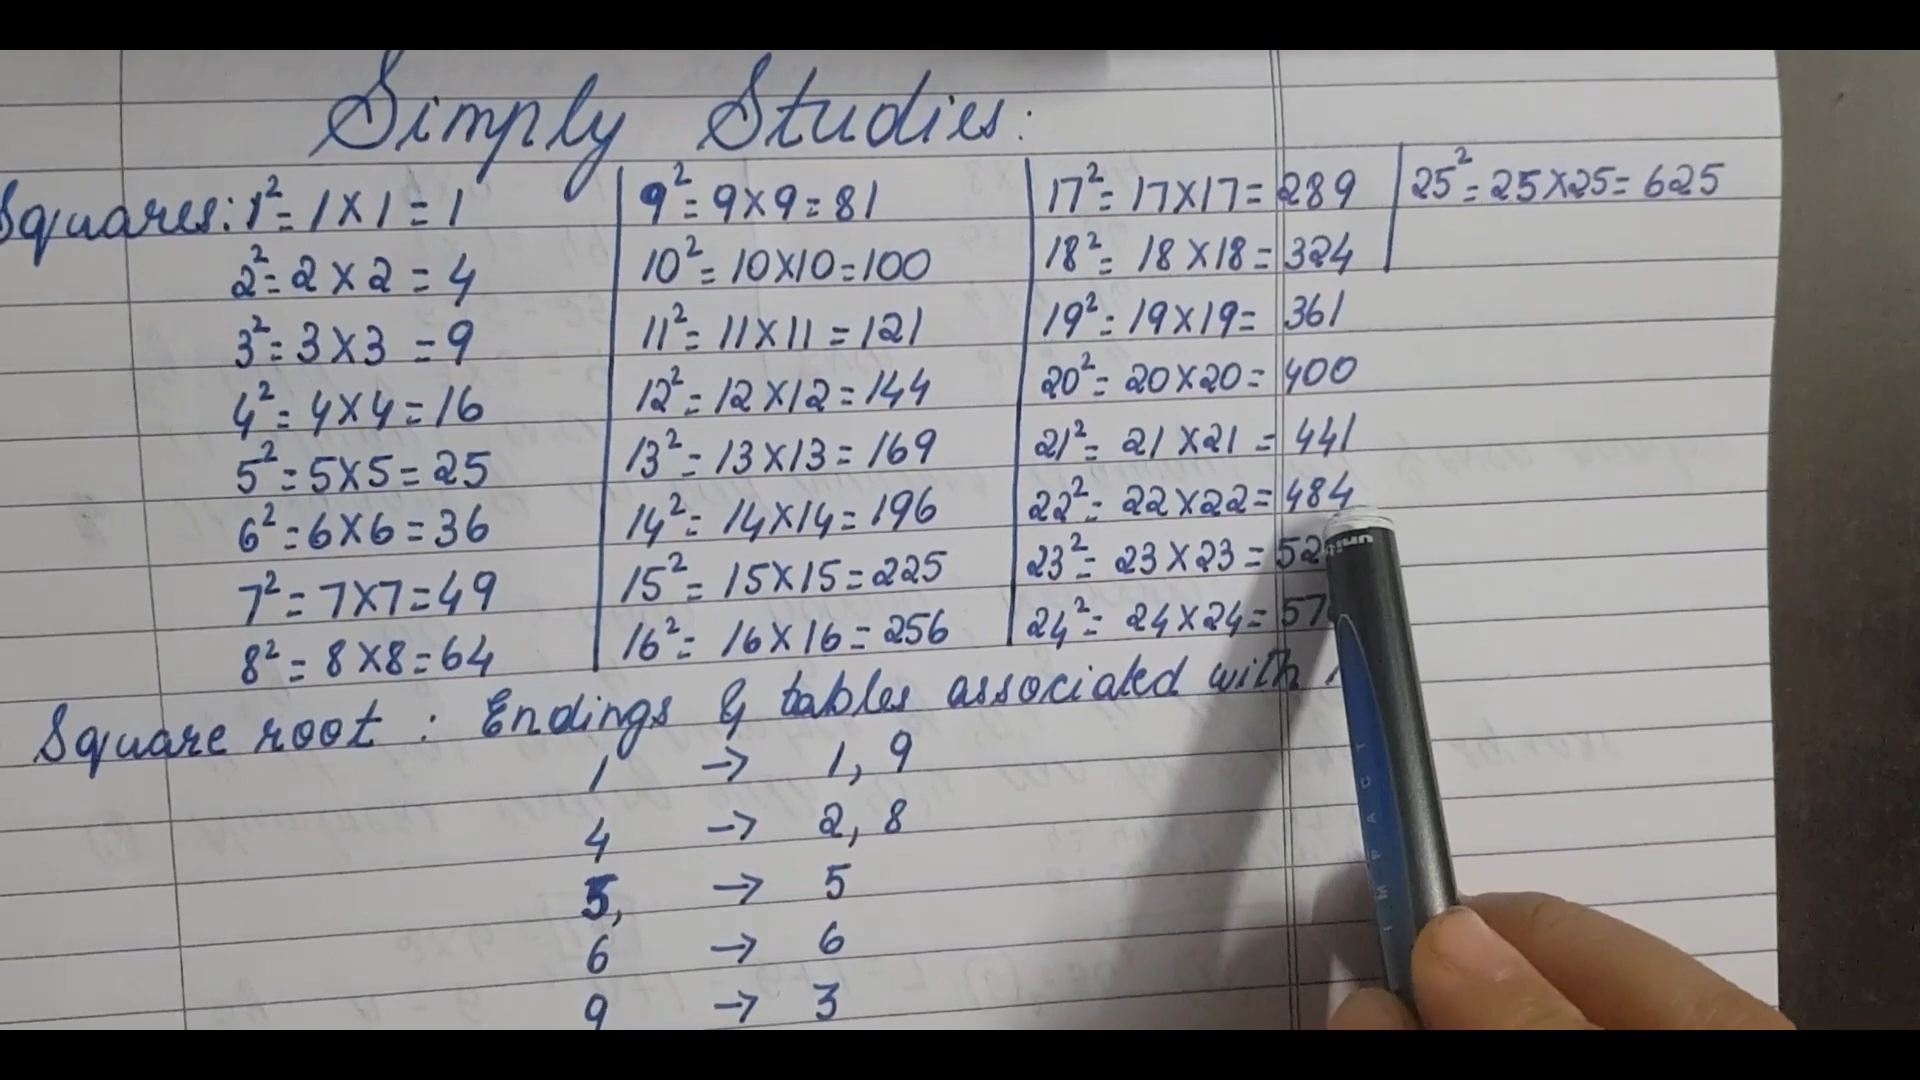 Simply Studies:
Squares: 1² = 1 × 1 = 1
2² = 2 × 2 = 4
3² = 3 × 3 = 9
4² = 4 × 4 = 16
5² = 5 × 5 = 25
6² = 6 × 6 = 36
7² = 7 × 7 = 49
8² = 8 × 8 = 64
9² = 9 × 9 = 81
10² = 10 × 10 = 100
11² = 11 × 11 = 121
12² = 12 × 12 = 144
13² = 13 × 13 = 169
14² = 14 × 14 = 196
15² = 15 × 15 = 225
16² = 16 × 16 = 256
17² = 17 × 17 = 289
18² = 18 × 18 = 324
19² = 19 × 19 = 361
20² = 20 × 20 = 400
21² = 21 × 21 = 441
22² = 22 × 22 = 484
23² = 23 × 23 = 52
24² = 24 × 24 = 57
25² = 25 × 25 = 625
Square root : Endings & tables associated with
1 → 1, 9
4 → 2, 8
5, → 5
6 → 6
9 → 3
IMPACT